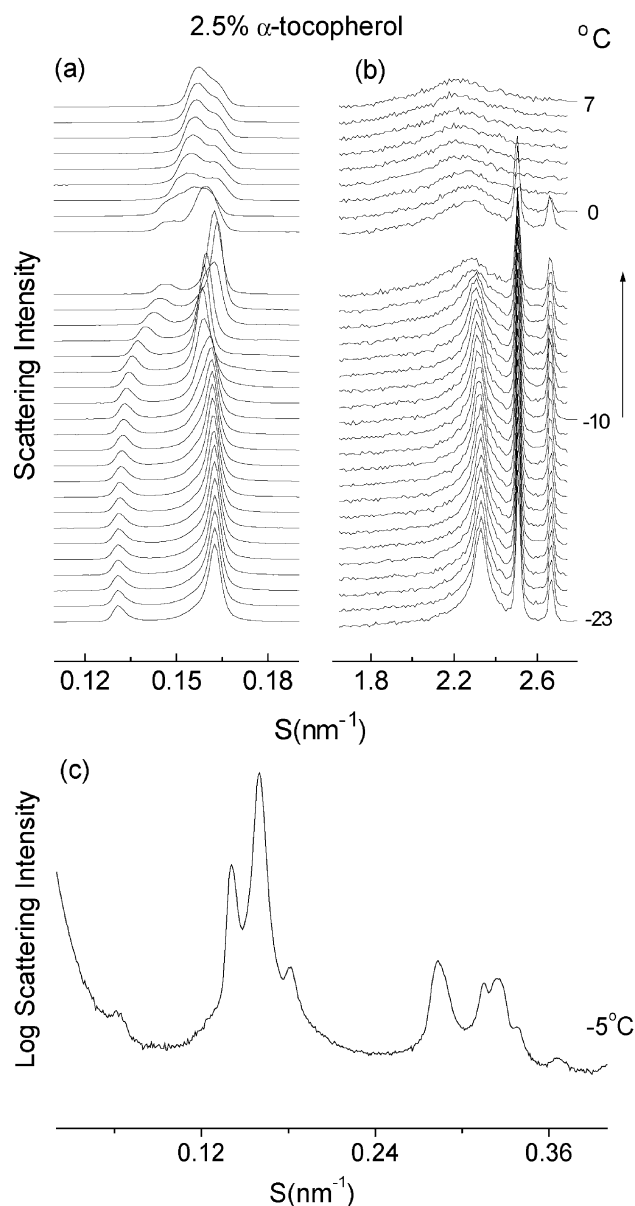 2.5% α-tocopherol
°C
(a)
(b)
7
0
-10
-23
Scattering Intensity
0.12 0.15 0.18
1.8 2.2 2.6
S(nm⁻¹)
(c)
Log Scattering Intensity
-5°C
0.12 0.24 0.36
S(nm⁻¹)